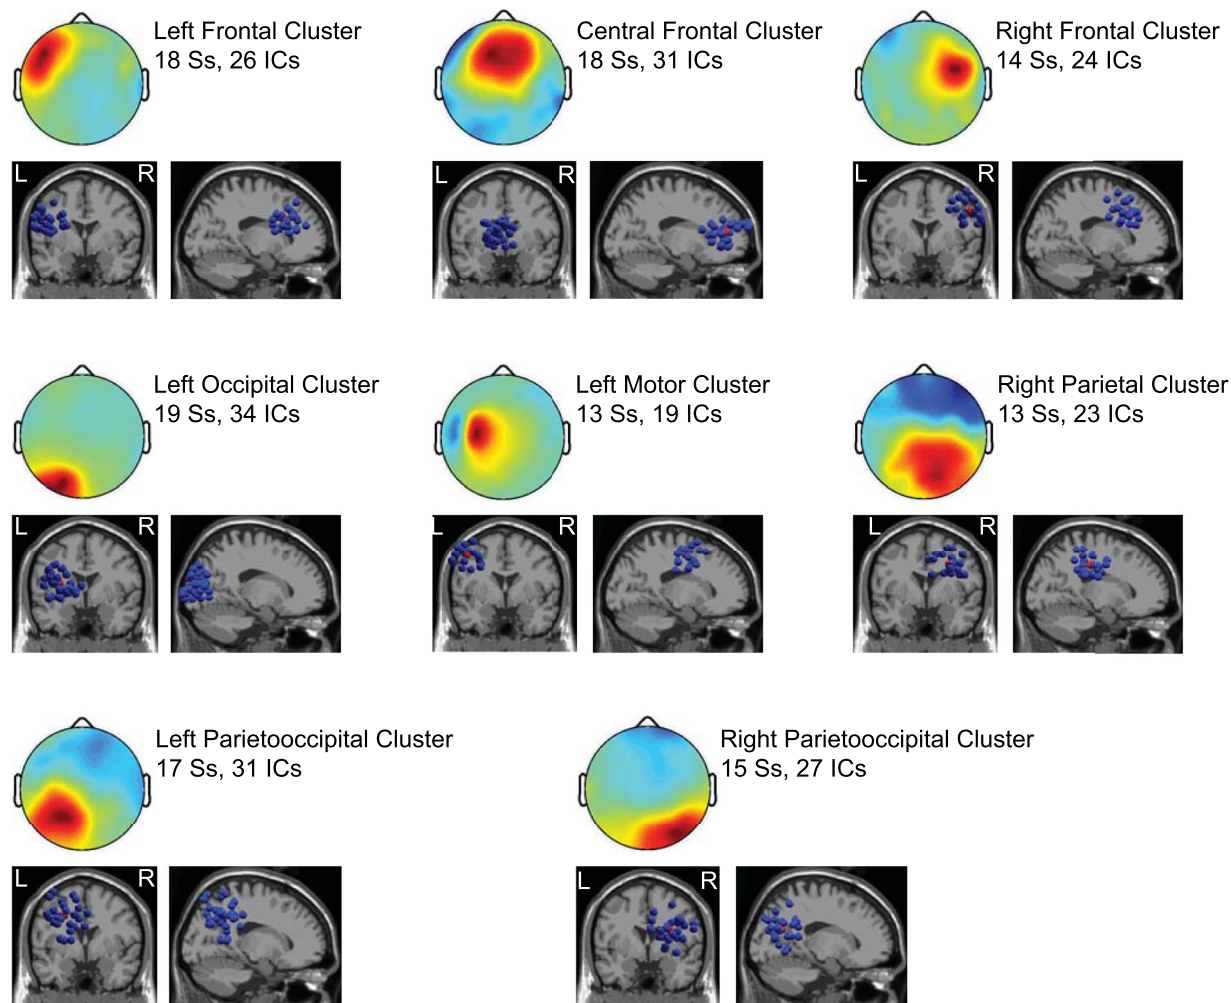 Left Frontal Cluster
18 Ss, 26 ICs
Central Frontal Cluster
18 Ss, 31 ICs
Right Frontal Cluster
14 Ss, 24 ICs
L R
L R
L R
Left Occipital Cluster
19 Ss, 34 ICs
Left Motor Cluster
13 Ss, 19 ICs
Right Parietal Cluster
13 Ss, 23 ICs
L R
L R
L R
Left Parietooccipital Cluster
17 Ss, 31 ICs
Right Parietooccipital Cluster
15 Ss, 27 ICs
L R
L R